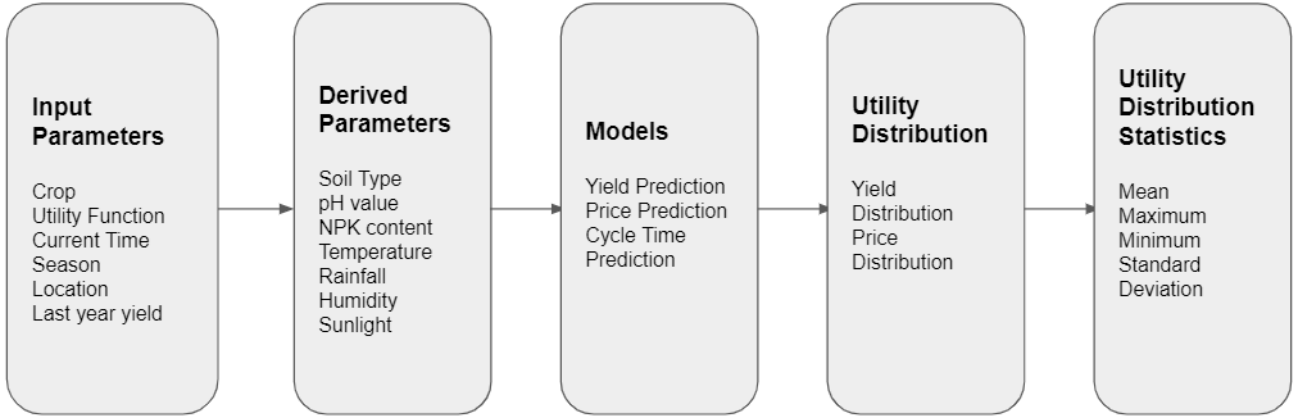 Input
Parameters
Crop
Utility Function
Current Time
Season
Location
Last year yield
Derived
Parameters
Soil Type
pH value
NPK content
Temperature
Rainfall
Humidity
Sunlight
Models
Yield Prediction
Price Prediction
Cycle Time
Prediction
Utility
Distribution
Yield
Distribution
Price
Distribution
Utility
Distribution
Statistics
Mean
Maximum
Minimum
Standard
Deviation